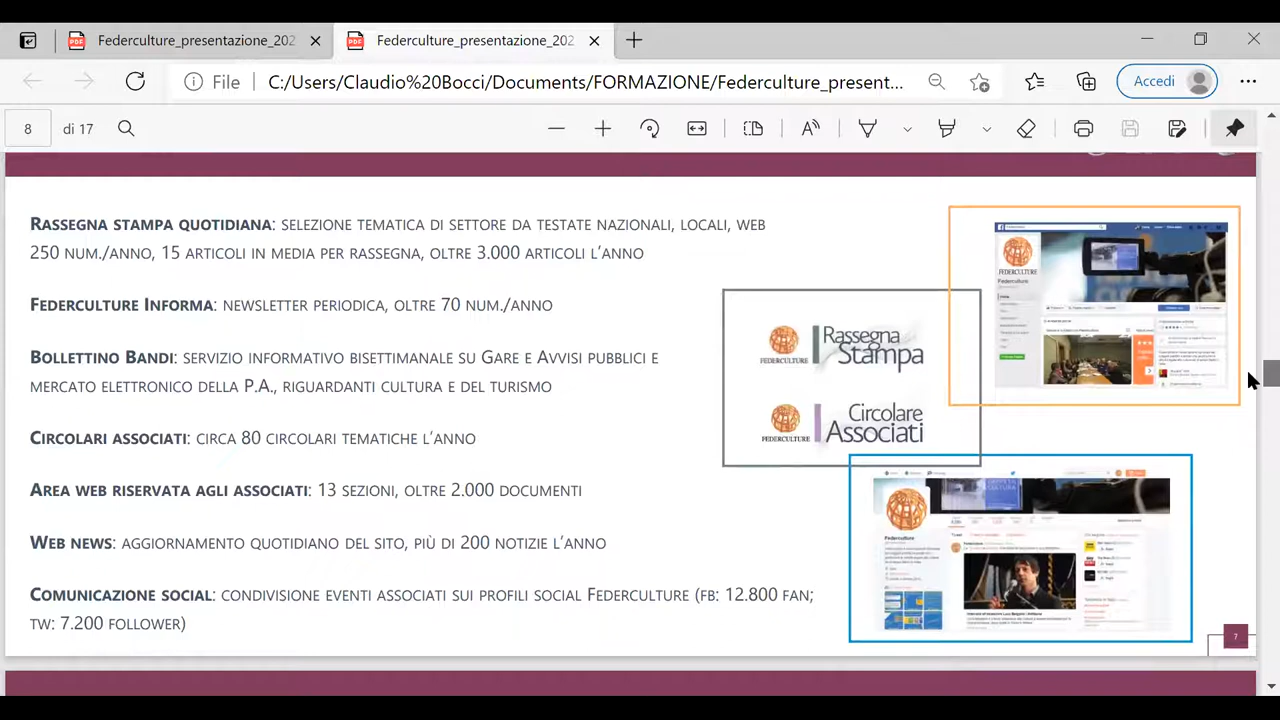 Federculture_presentazione_202
Federculture_presentazione_202
File
C:/Users/Claudio%20Bocci/Documents/FORMAZIONE/Federculture_present...
Accedi
8
di 17
RASSEGNA STAMPA QUOTIDIANA: SELEZIONE TEMATICA DI SETTORE DA TESTATE NAZIONALI, LOCALI, WEB
250 NUM./ANNO, 15 ARTICOLI IN MEDIA PER RASSEGNA, OLTRE 3.000 ARTICOLI L'ANNO
FEDERCULTURE INFORMA: NEWSLETTER PERIODICA, OLTRE 70 NUM./ANNO
BOLLETTINO BANDI: SERVIZIO INFORMATIVO BISETTIMANALE SU GARE E AVVISI PUBBLICI E
MERCATO ELETTRONICO DELLA P.A., RIGUARDANTI CULTURA E DEL TURISMO
CIRCOLARI ASSOCIATI: CIRCA 80 CIRCOLARI TEMATICHE L'ANNO
AREA WEB RISERVATA AGLI ASSOCIATI: 13 SEZIONI, OLTRE 2.000 DOCUMENTI
WEB NEWS: AGGIORNAMENTO QUOTIDIANO DEL SITO, PIÙ DI 200 NOTIZIE L'ANNO
COMUNICAZIONE SOCIAL: CONDIVISIONE EVENTI ASSOCIATI SUI PROFILI SOCIAL FEDERCULTURE (FB: 12.800 FAN;
TW: 7.200 FOLLOWER)
FEDERCULTURE
Rassegna
Stampa
FEDERCULTURE
Circolare
Associati
FEDERCULTURE
Federculture
Federculture
7